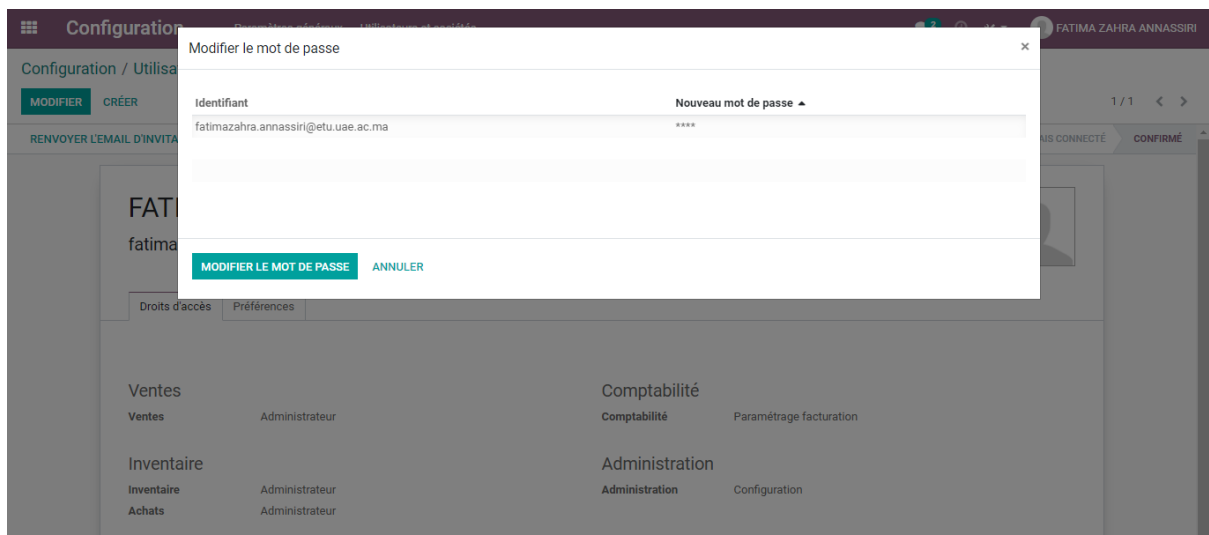 Configuration
2
FATIMA ZAHRA ANNASSIRI
Modifier le mot de passe ×
Configuration / Utilisa
MODIFIER CRÉER
1 / 1
Identifiant Nouveau mot de passe
fatimazahra.annassiri@etu.uae.ac.ma ****
RENVOYER L'EMAIL D'INVITA
AIS CONNECTÉ CONFIRMÉ
FATI
fatima
MODIFIER LE MOT DE PASSE ANNULER
Droits d'accès Préférences
Ventes Comptabilité
Ventes Administrateur Comptabilité Paramétrage facturation
Inventaire Administration
Inventaire Administrateur Administration Configuration
Achats Administrateur